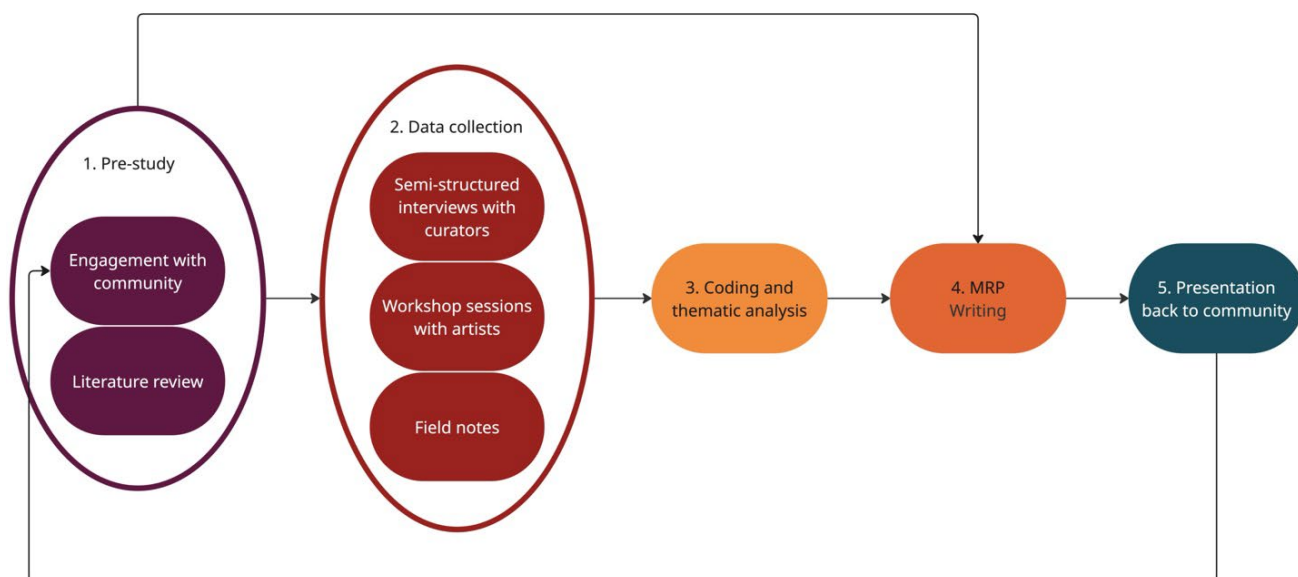 1. Pre-study
Engagement with
community
Literature review
2. Data collection
Semi-structured
interviews with
curators
Workshop sessions
with artists
Field notes
3. Coding and
thematic analysis
4. MRP
Writing
5. Presentation
back to community